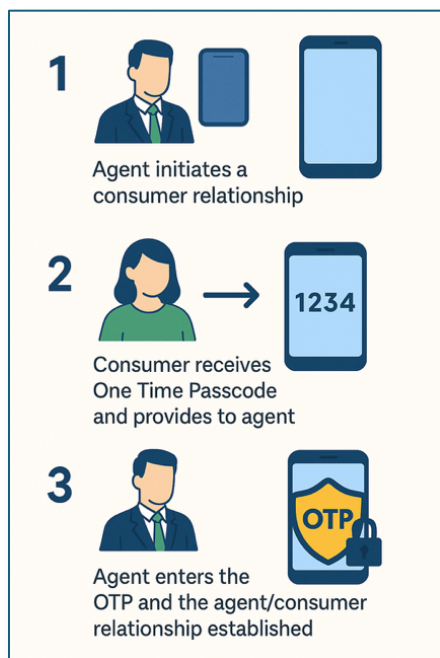 1
Agent initiates a
consumer relationship
2
1234
Consumer receives
One Time Passcode
and provides to agent
3
OTP
Agent enters the
OTP and the agent/consumer
relationship established